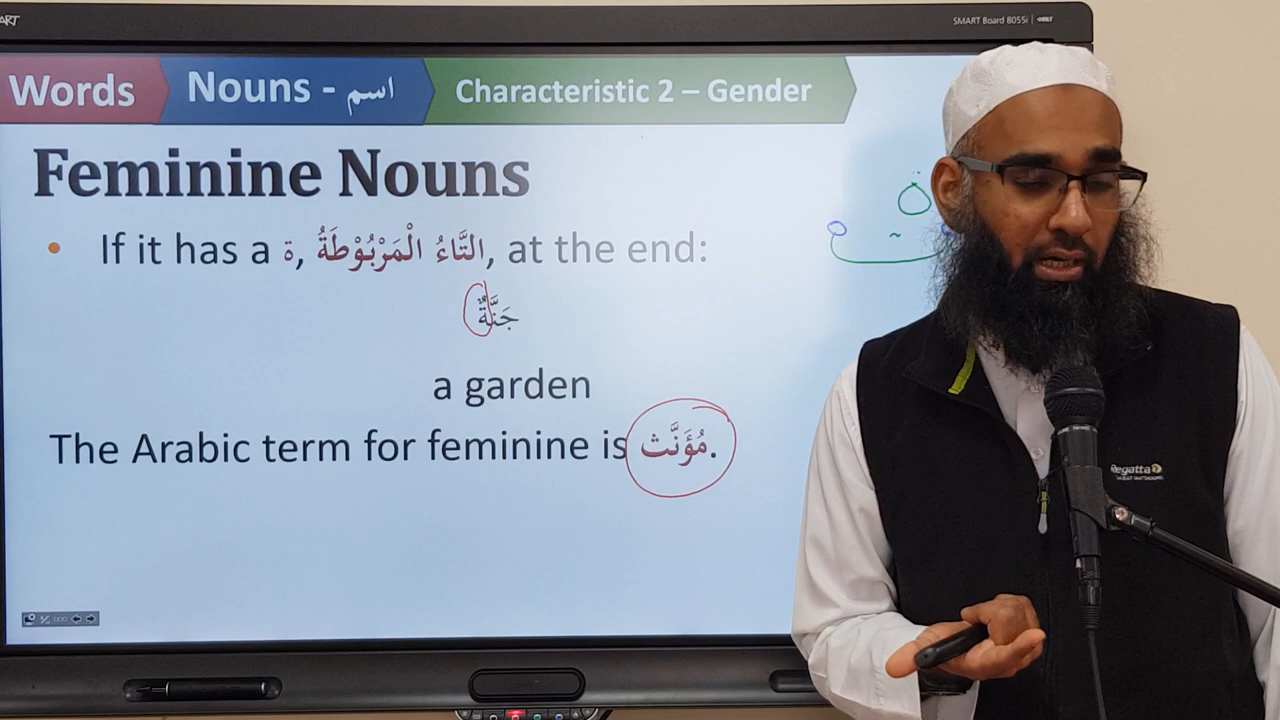 SMART Board 8055i
Words
Nouns - اسم
Characteristic 2 – Gender
Feminine Nouns
• If it has a ة, التَّاءُ الْمَرْبُوْطَةُ, at the end:
جَنَّةٌ
a garden
The Arabic term for feminine is مُؤَنَّث.
Regatta